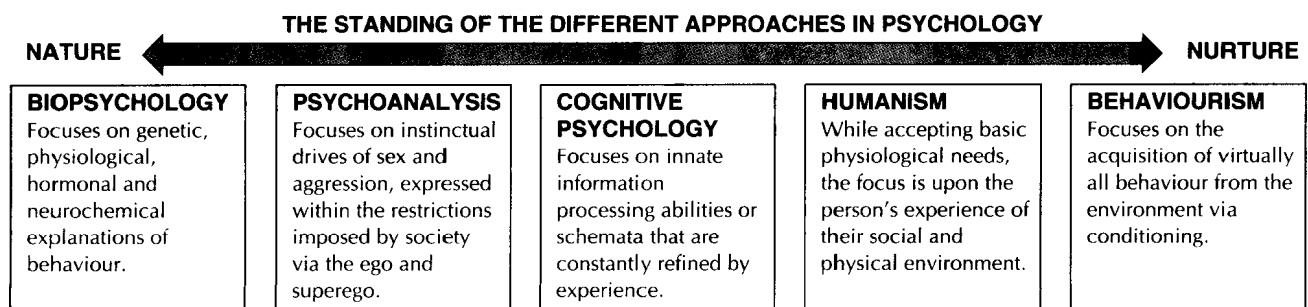 THE STANDING OF THE DIFFERENT APPROACHES IN PSYCHOLOGY
NATURE
NURTURE
BIOPSYCHOLOGY
Focuses on genetic,
physiological,
hormonal and
neurochemical
explanations of
behaviour.
PSYCHOANALYSIS
Focuses on instinctual
drives of sex and
aggression, expressed
within the restrictions
imposed by society
via the ego and
superego.
COGNITIVE
PSYCHOLOGY
Focuses on innate
information
processing abilities or
schemata that are
constantly refined by
experience.
HUMANISM
While accepting basic
physiological needs,
the focus is upon the
person's experience of
their social and
physical environment.
BEHAVIOURISM
Focuses on the
acquisition of virtually
all behaviour from the
environment via
conditioning.